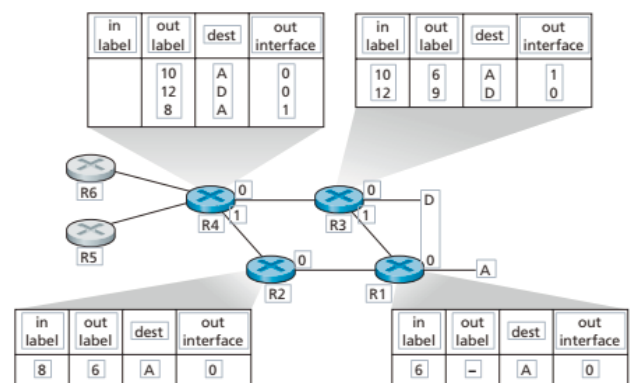 in label out label dest out interface
10 A 0
12 D 0
8 A 1
in label out label dest out interface
10 6 A 1
12 9 D 0
R6
0
0
D
R4
1
R3
1
R5
0
0
A
R2
R1
in label out label dest out interface
8 6 A 0
in label out label dest out interface
6 – A 0